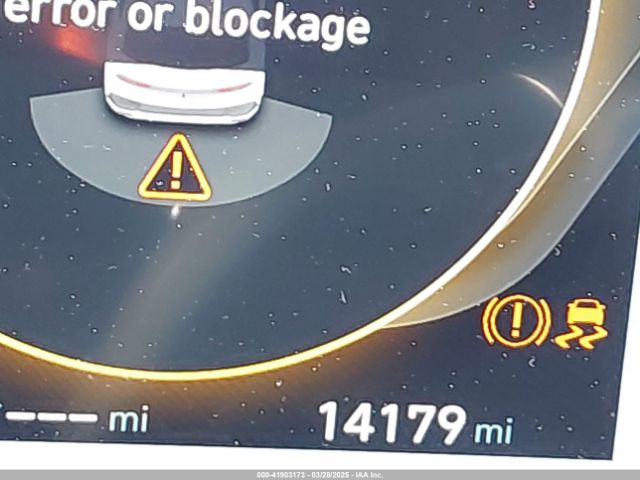 error or blockage
--- mi
14179 mi
000-41903173 - 03/28/2025 - IAA Inc.